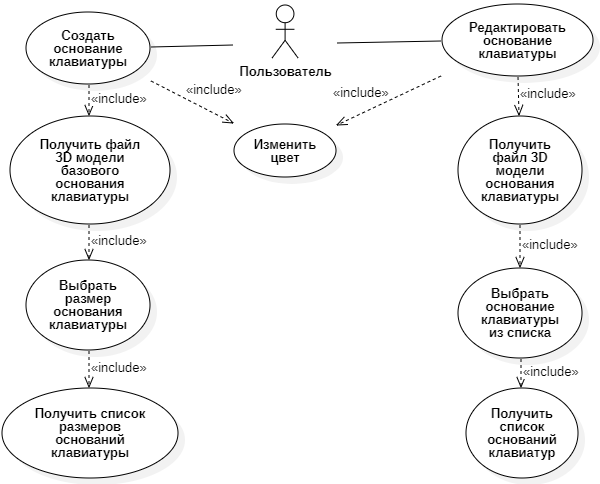 Создать
основание
клавиатуры
Пользователь
Редактировать
основание
клавиатуры
«include»
«include»
«include»
«include»
Получить файл
3D модели
базового
основания
клавиатуры
Изменить
цвет
Получить
файл 3D
модели
основания
клавиатуры
«include»
«include»
Выбрать
размер
основания
клавиатуры
Выбрать
основание
клавиатуры
из списка
«include»
«include»
Получить список
размеров
оснований
клавиатуры
Получить
список
оснований
клавиатур